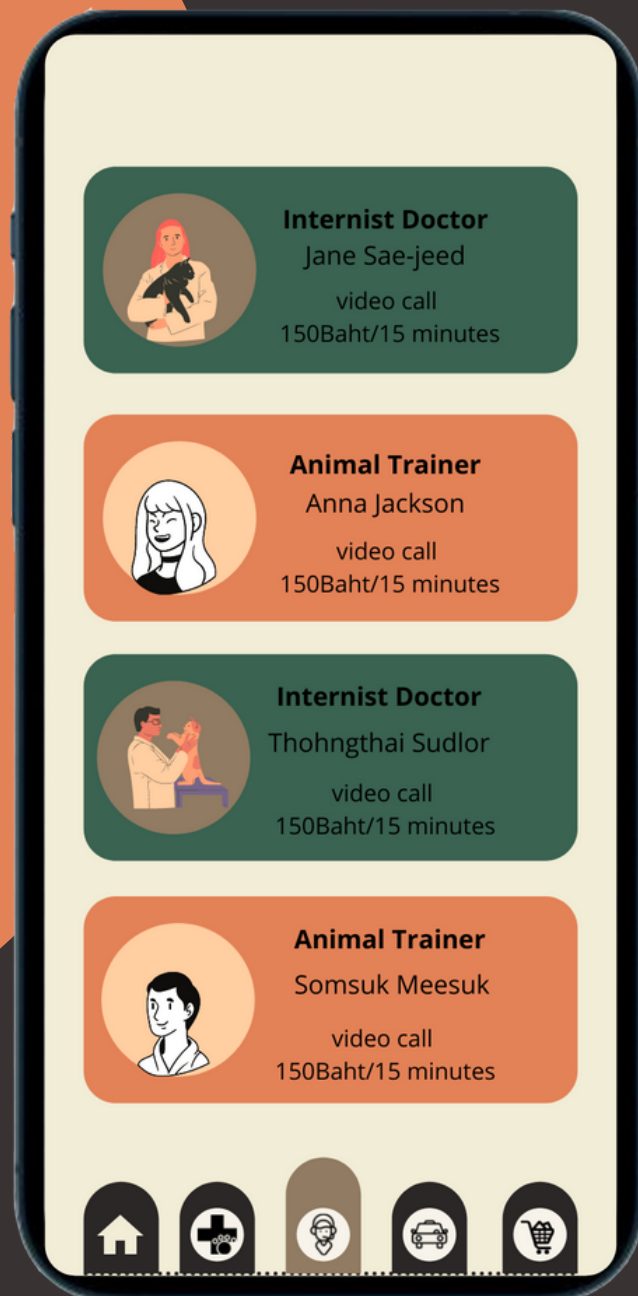 Internist Doctor
Jane Sae-jeed
video call
150Baht/15 minutes
Animal Trainer
Anna Jackson
video call
150Baht/15 minutes
Internist Doctor
Thohngthai Sudlor
video call
150Baht/15 minutes
Animal Trainer
Somsuk Meesuk
video call
150Baht/15 minutes